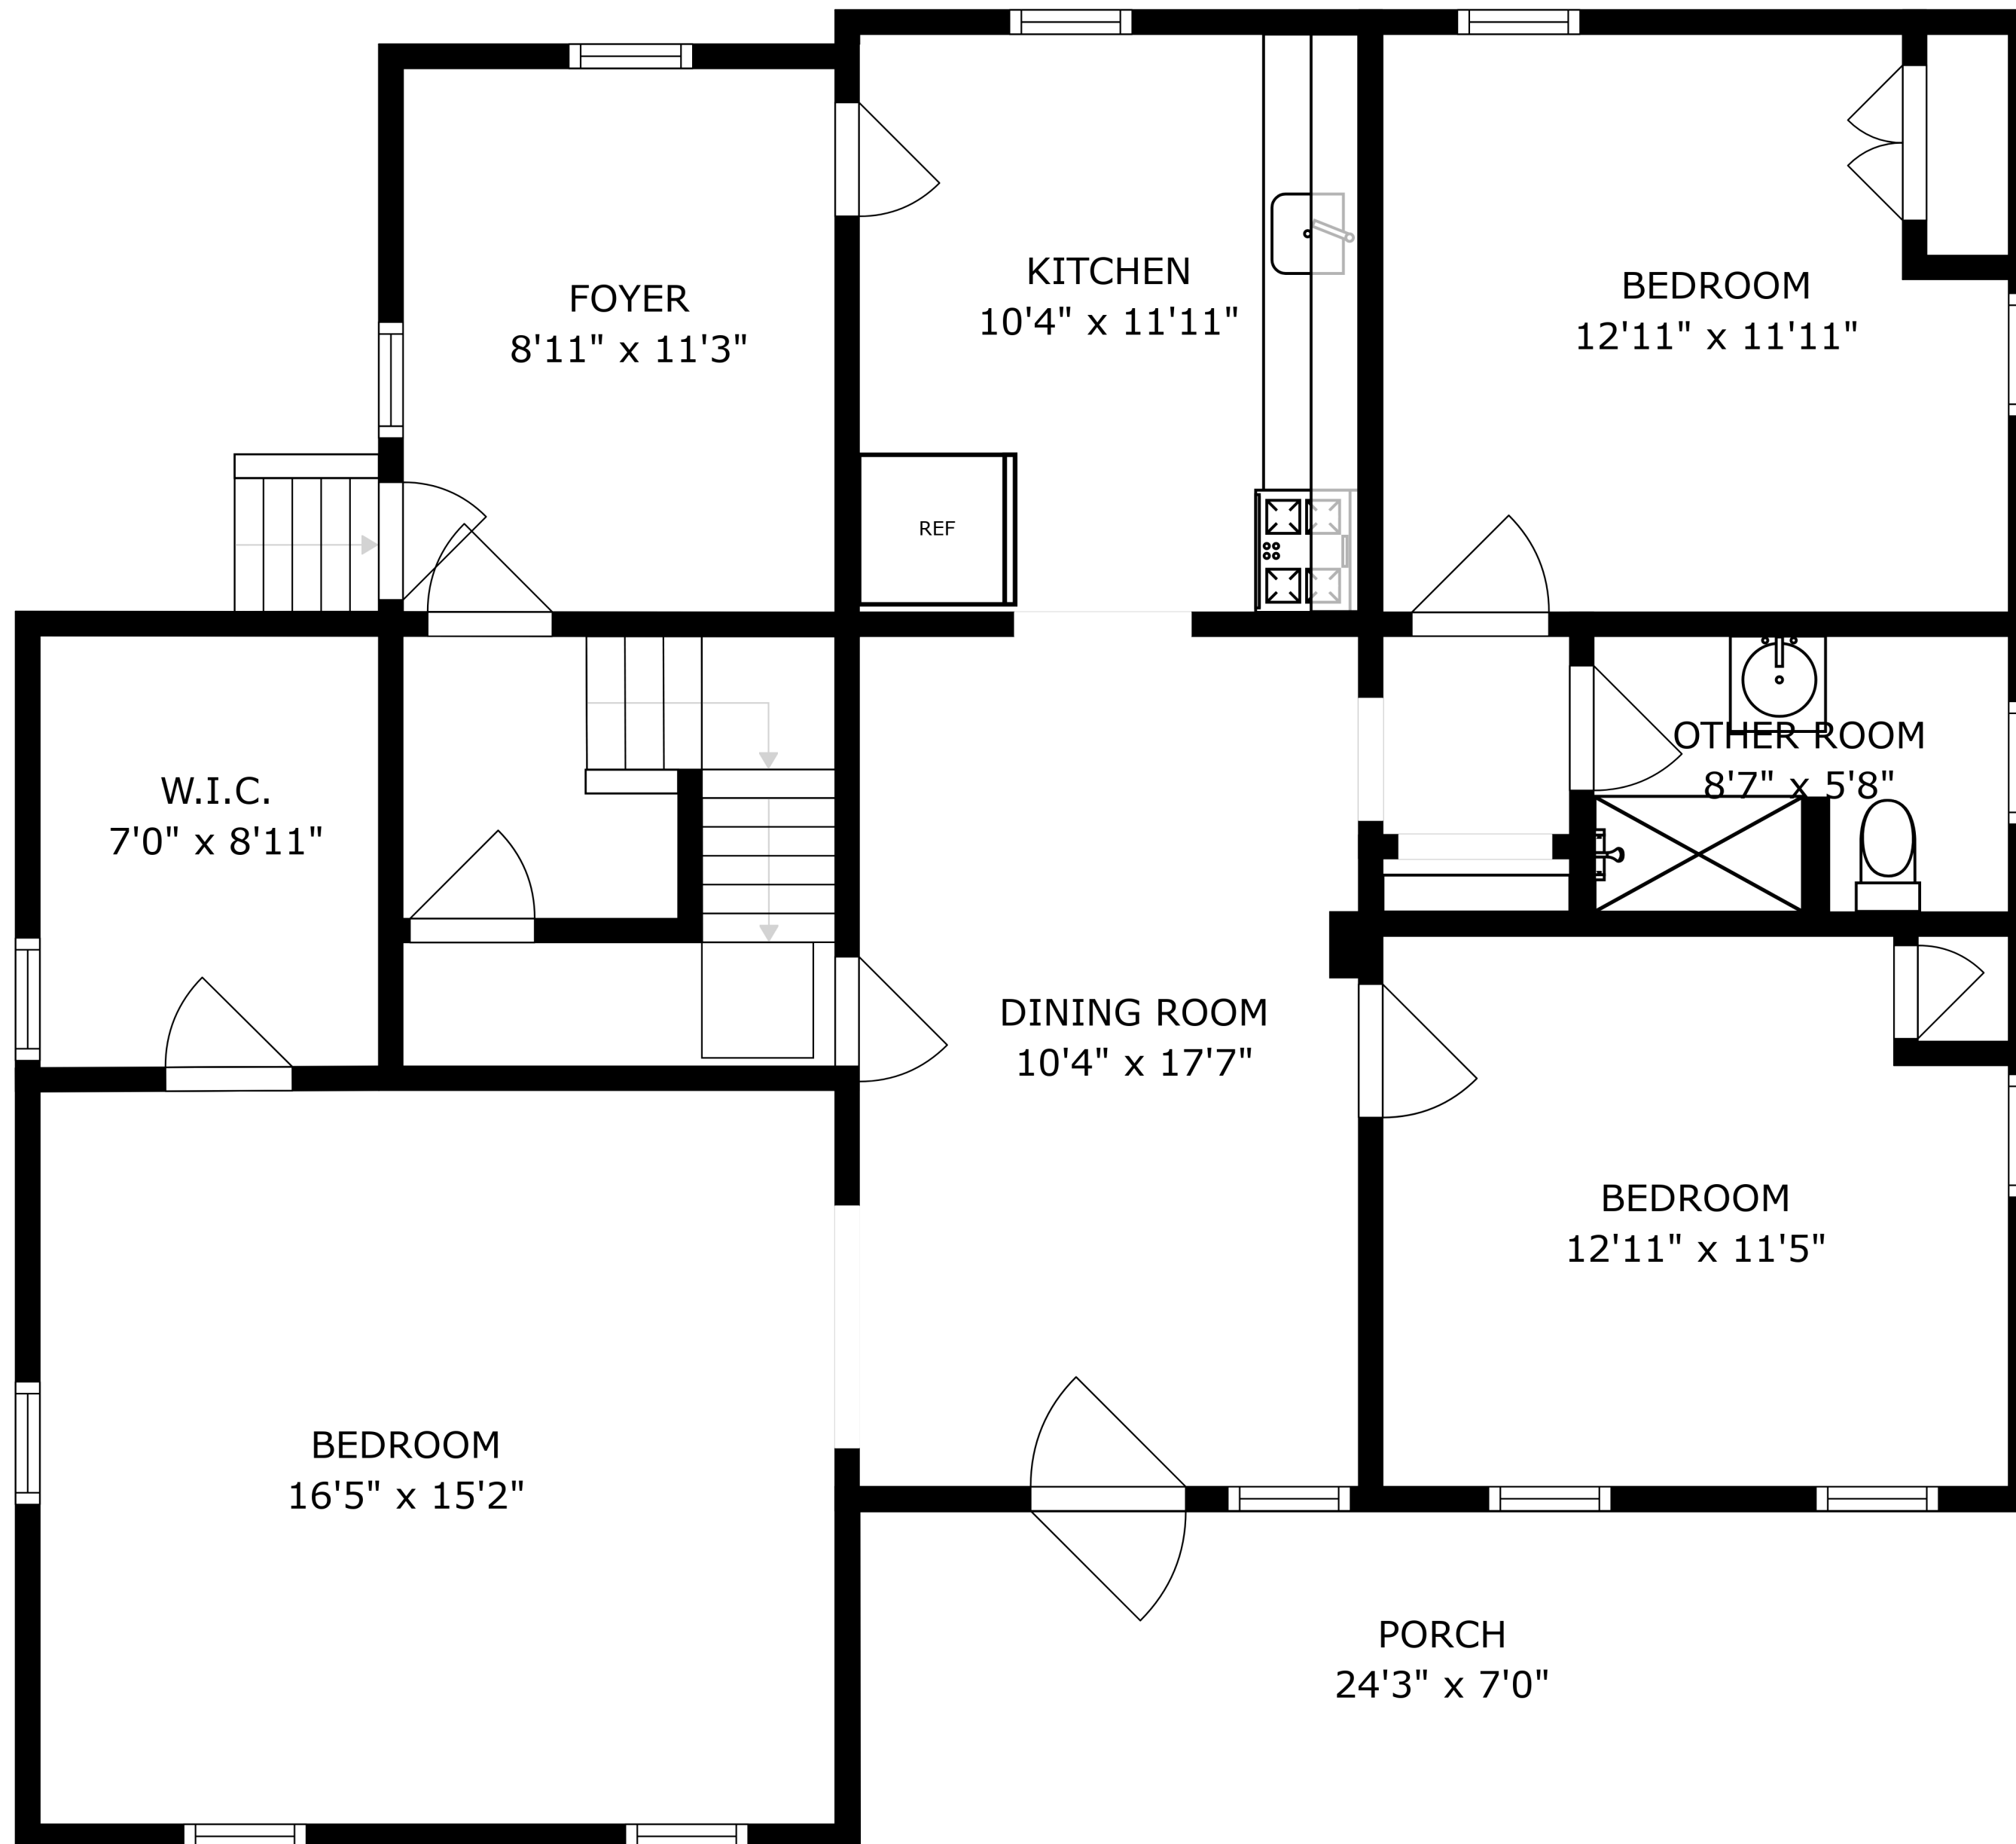 KITCHEN
10'4" x 11'11"
BEDROOM
12'11" x 11'11"
FOYER
8'11" x 11'3"
REF
OTHER ROOM
8'7" x 5'8"
W.I.C.
7'0" x 8'11"
DINING ROOM
10'4" x 17'7"
BEDROOM
12'11" x 11'5"
BEDROOM
16'5" x 15'2"
PORCH
24'3" x 7'0"